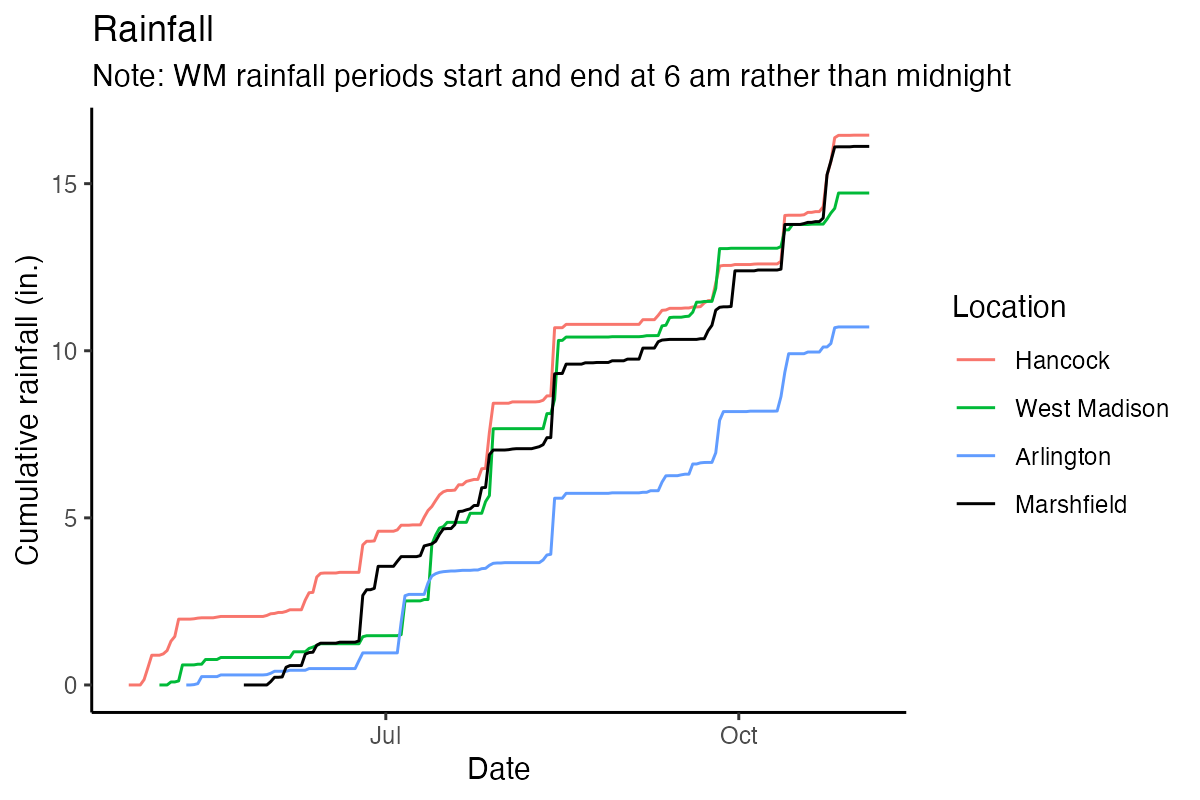 Rainfall
Note: WM rainfall periods start and end at 6 am rather than midnight
Cumulative rainfall (in.)
15
10
5
0
Jul
Oct
Date
Location
Hancock
West Madison
Arlington
Marshfield